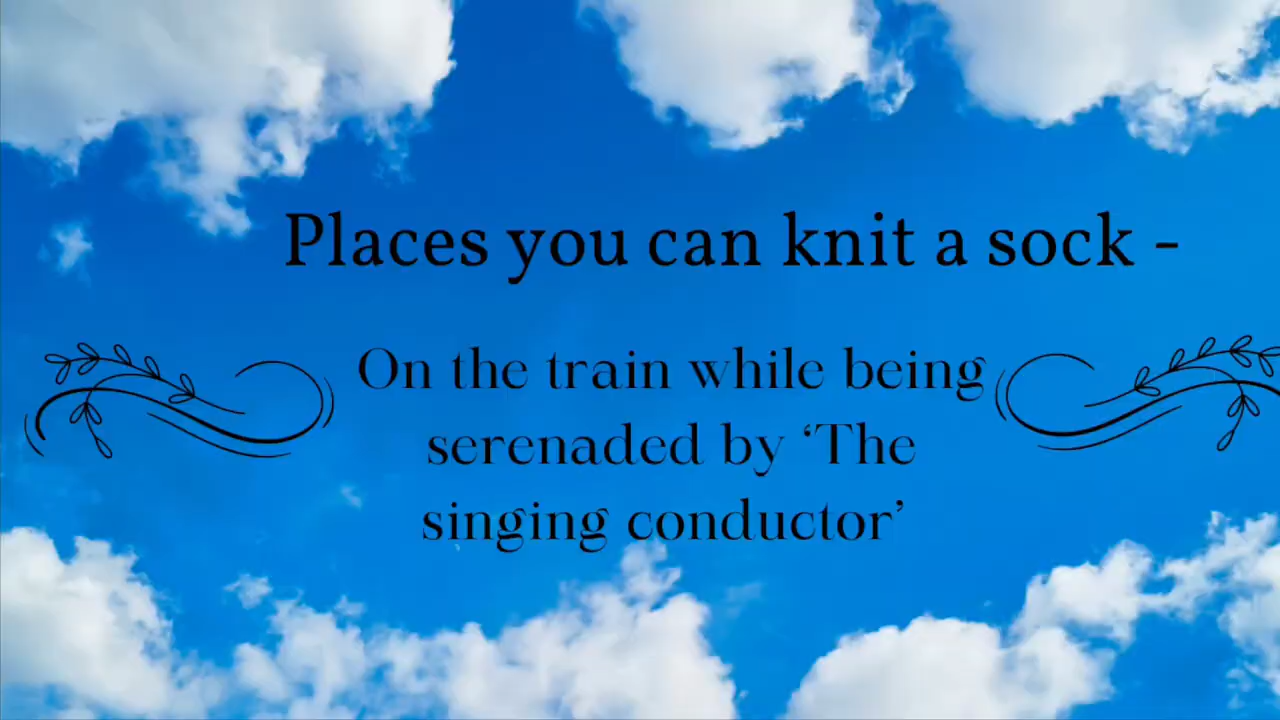 Places you can knit a sock -
On the train while being
serenaded by ‘The
singing conductor’